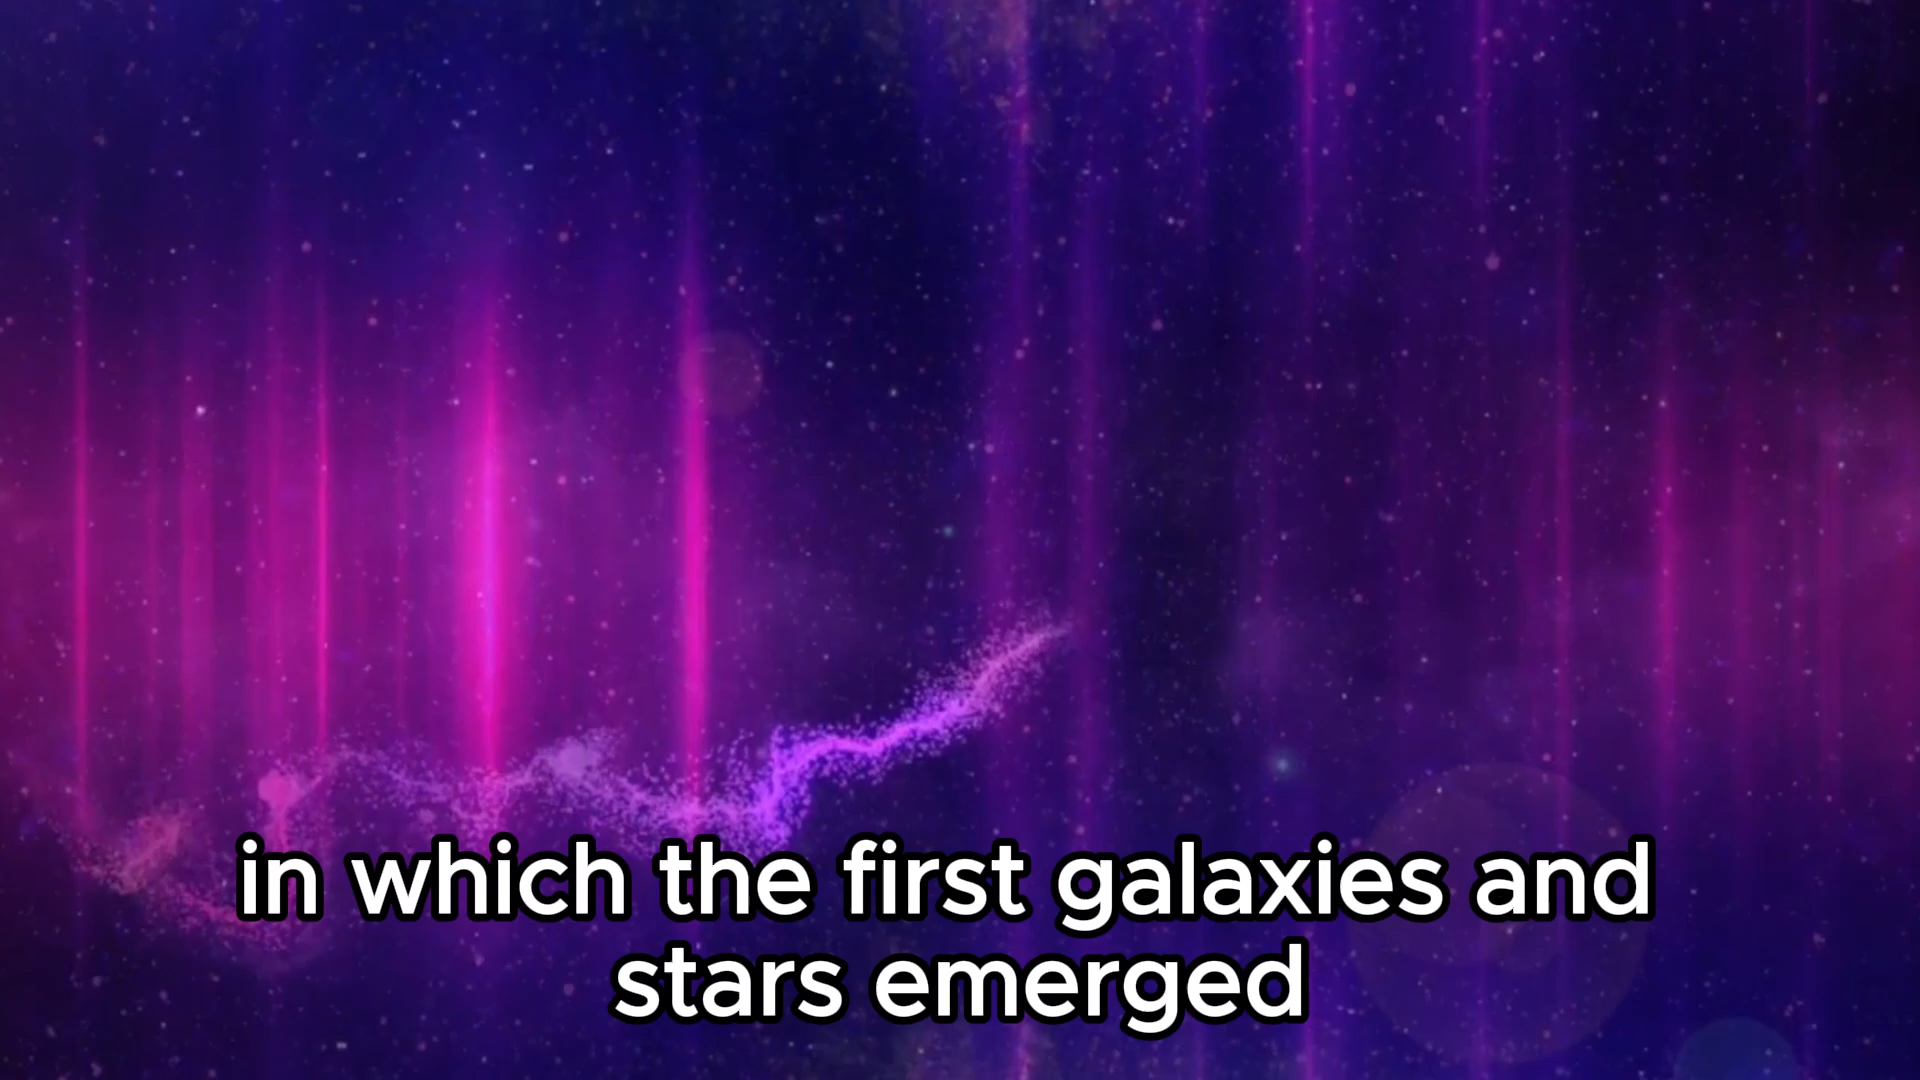 in which the first galaxies and
stars emerged